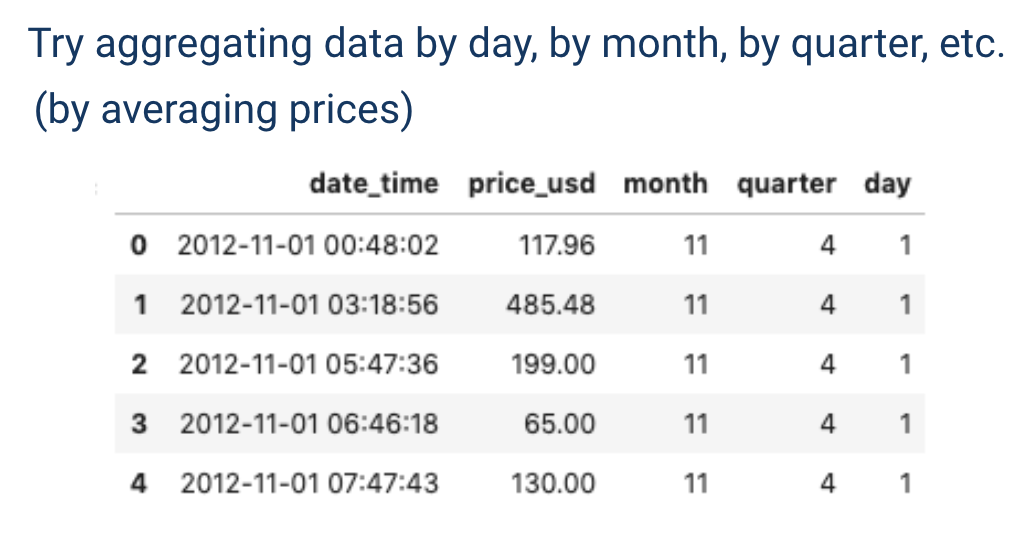 Try aggregating data by day, by month, by quarter, etc.
(by averaging prices)
date_time price_usd month quarter day
0 2012-11-01 00:48:02 117.96 11 4 1
1 2012-11-01 03:18:56 485.48 11 4 1
2 2012-11-01 05:47:36 199.00 11 4 1
3 2012-11-01 06:46:18 65.00 11 4 1
4 2012-11-01 07:47:43 130.00 11 4 1